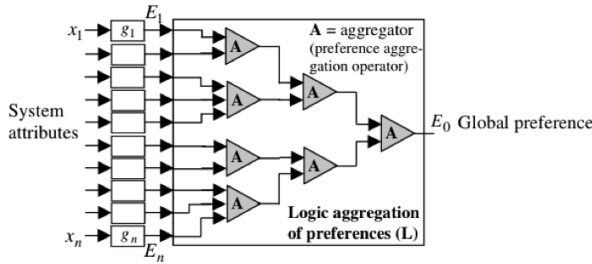 x1 g1 E1
A = aggregator
(preference aggre-
gation operator)
A
A
A
System
attributes
A
E0 Global preference
A
A
A
Logic aggregation
of preferences (L)
xn gn En